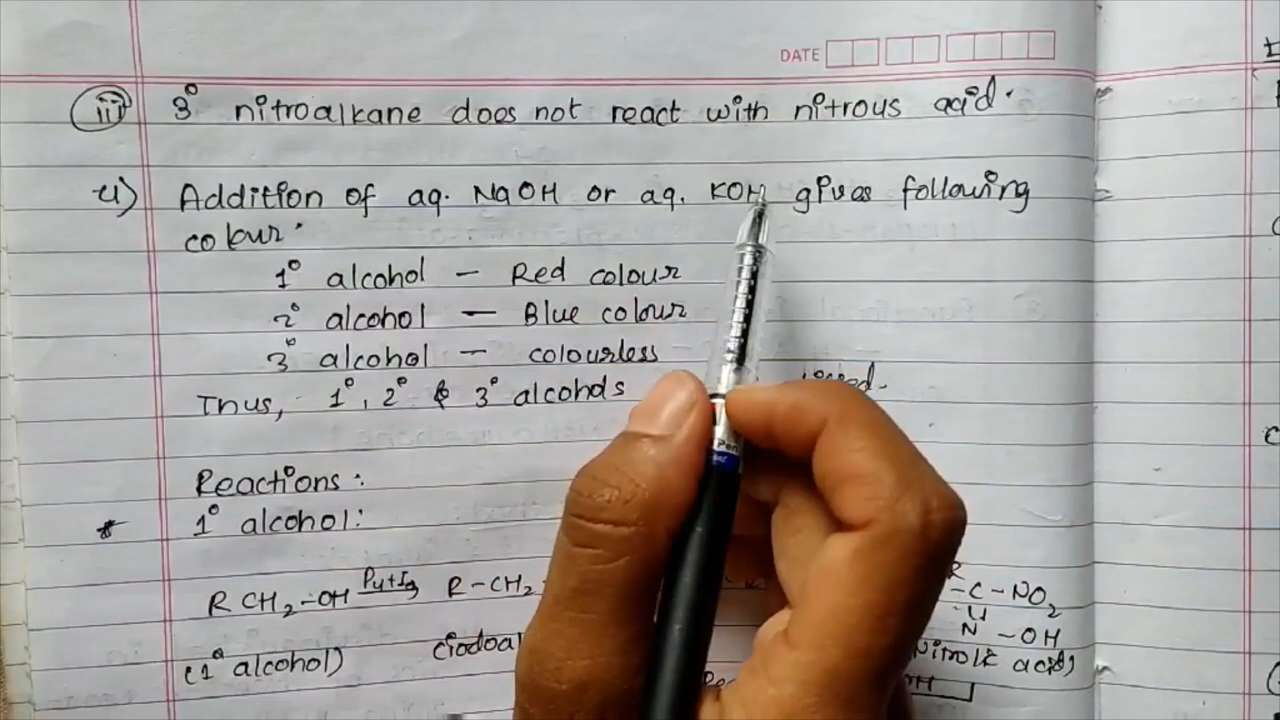 DATE
iii) 3° nitroalkane does not react with nitrous acid.
4) Addition of aq. NaOH or aq. KOH gives following
colour.
1° alcohol – Red colour
2° alcohol – Blue colour
3° alcohol – colourless
Thus, 1°, 2° & 3° alcohols
Reactions:
* 1° alcohol:
R CH2-OH P4+I2 R-CH2
-C-NO2
N-OH
(1° alcohol)
Nitrolic acid)